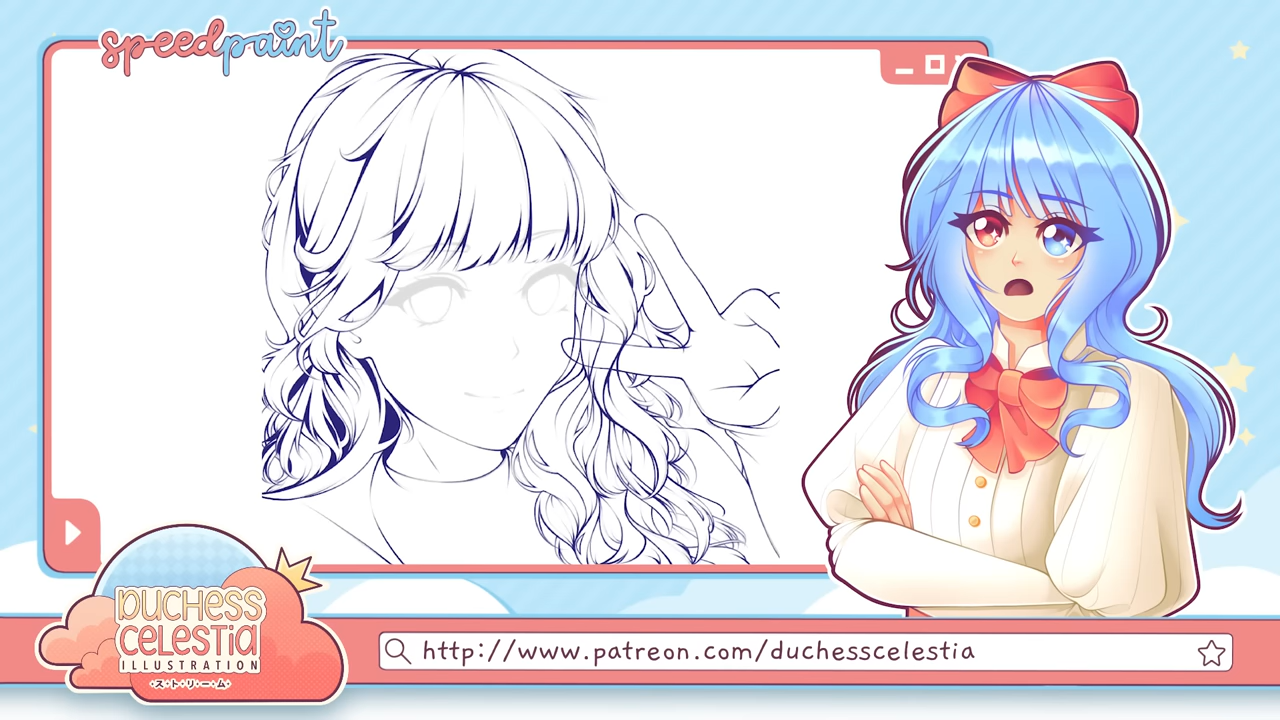 speedpaint
DUCHESS
CELESTIA
ILLUSTRATION
·ス·ト·リ·ー·ム·
http://www.patreon.com/duchesscelestia